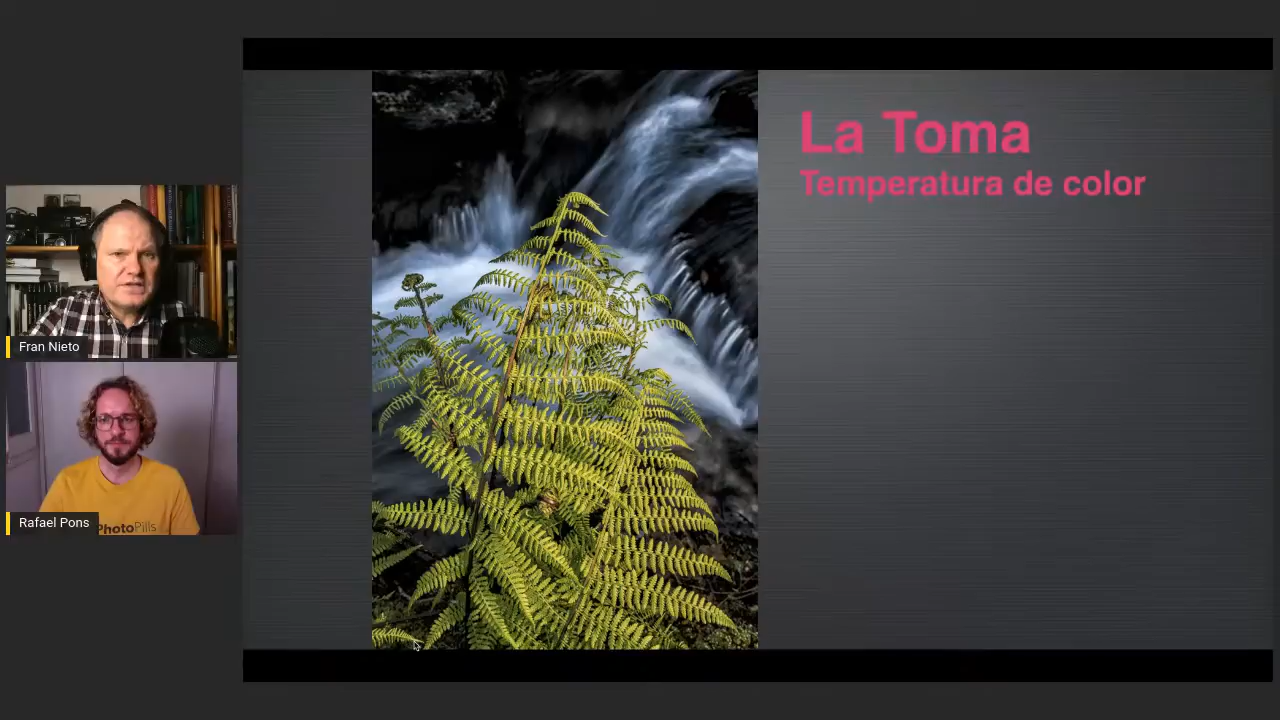 La Toma
Temperatura de color
Fran Nieto
PhotoPills
Rafael Pons